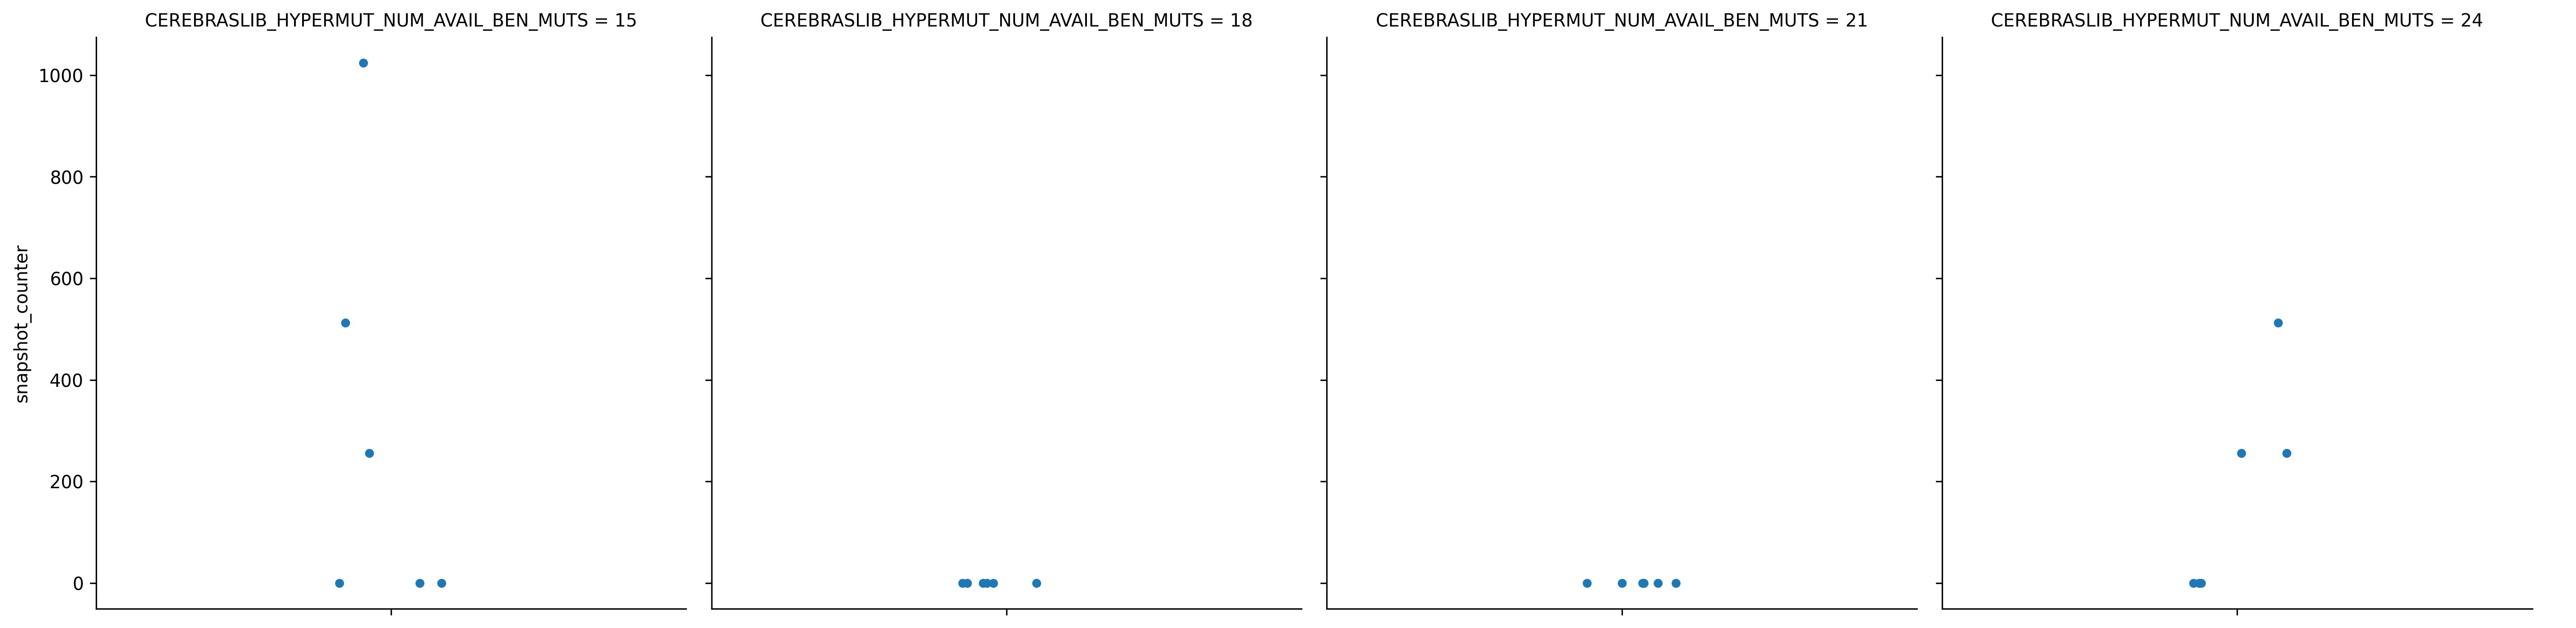 CEREBRASLIB_HYPERMUT_NUM_AVAIL_BEN_MUTS = 15
CEREBRASLIB_HYPERMUT_NUM_AVAIL_BEN_MUTS = 18
CEREBRASLIB_HYPERMUT_NUM_AVAIL_BEN_MUTS = 21
CEREBRASLIB_HYPERMUT_NUM_AVAIL_BEN_MUTS = 24
snapshot_counter
1000
800
600
400
200
0